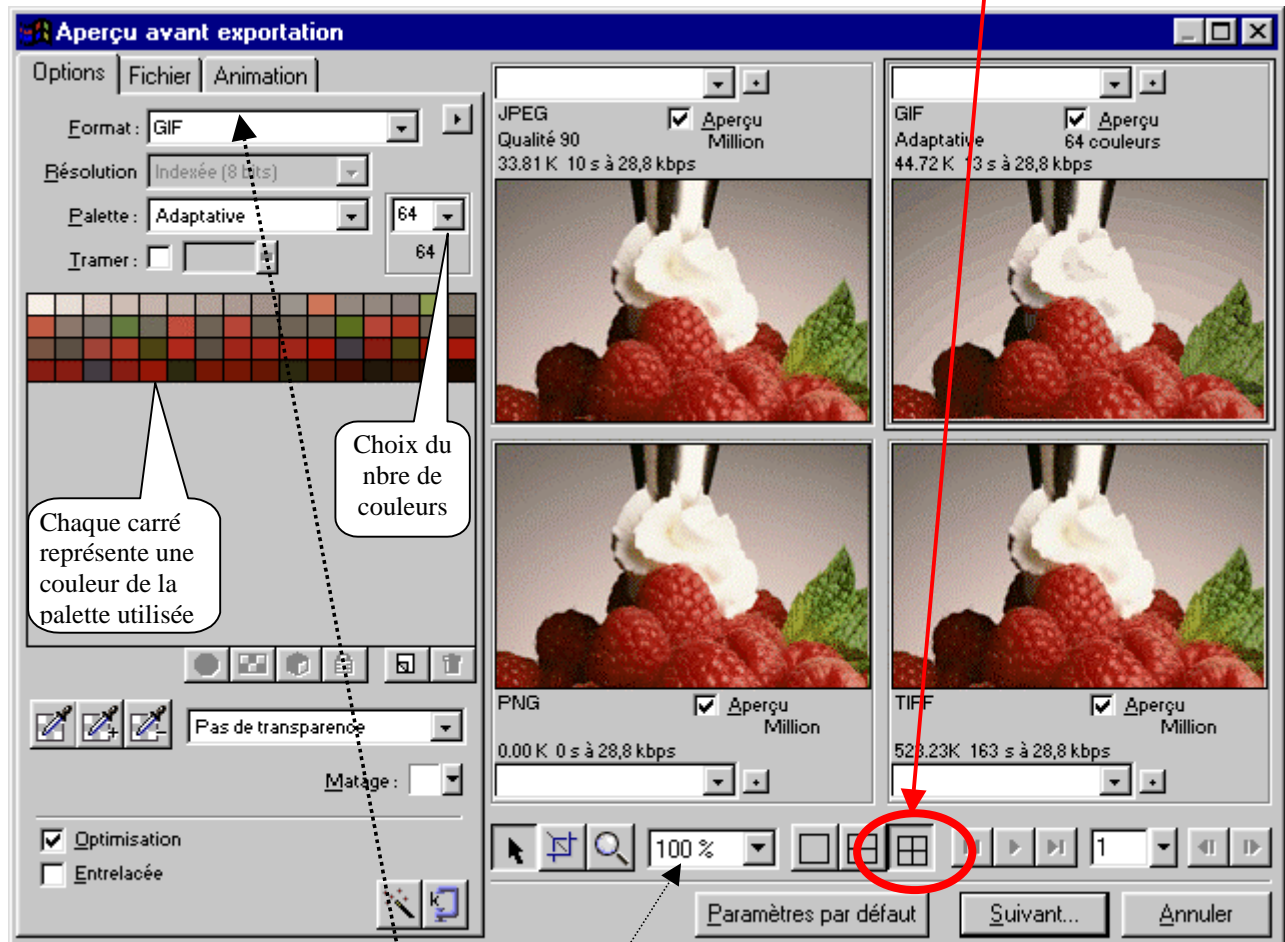 Aperçu avant exportation
Options Fichier Animation
Format : GIF
Résolution Indexée (8 bits)
Palette : Adaptative 64
Tramer : 64
Choix du
nbre de
couleurs
Chaque carré
représente une
couleur de la
palette utilisée
Pas de transparence
Matage :
Optimisation
Entrelacée
JPEG Aperçu
Qualité 90 Million
33.81 K 10 s à 28,8 kbps
GIF Aperçu
Adaptative 64 couleurs
44.72 K 13 s à 28,8 kbps
PNG Aperçu
Million
0.00 K 0 s à 28,8 kbps
TIFF Aperçu
Million
523.23K 163 s à 28,8 kbps
100 % 1
Paramètres par défaut Suivant... Annuler